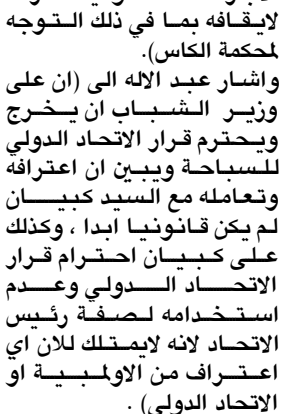 لايقافه بما في ذلك التوجه
لمحكمة الكاس).
واشار عبد الاله الى (ان على
وزير الشباب ان يخرج
ويحترم قرار الاتحاد الدولي
للسباحة ويبين ان اعترافه
وتعامله مع السيد كبيان
لم يكن قانونيا ابدا ، وكذلك
على كبيان احترام قرار
الاتحاد الدولي وعدم
استخدامه لصفة رئيس
الاتحاد لانه لايمتلك للان اي
اعتراف من الاولمبية او
الاتحاد الدولي) .